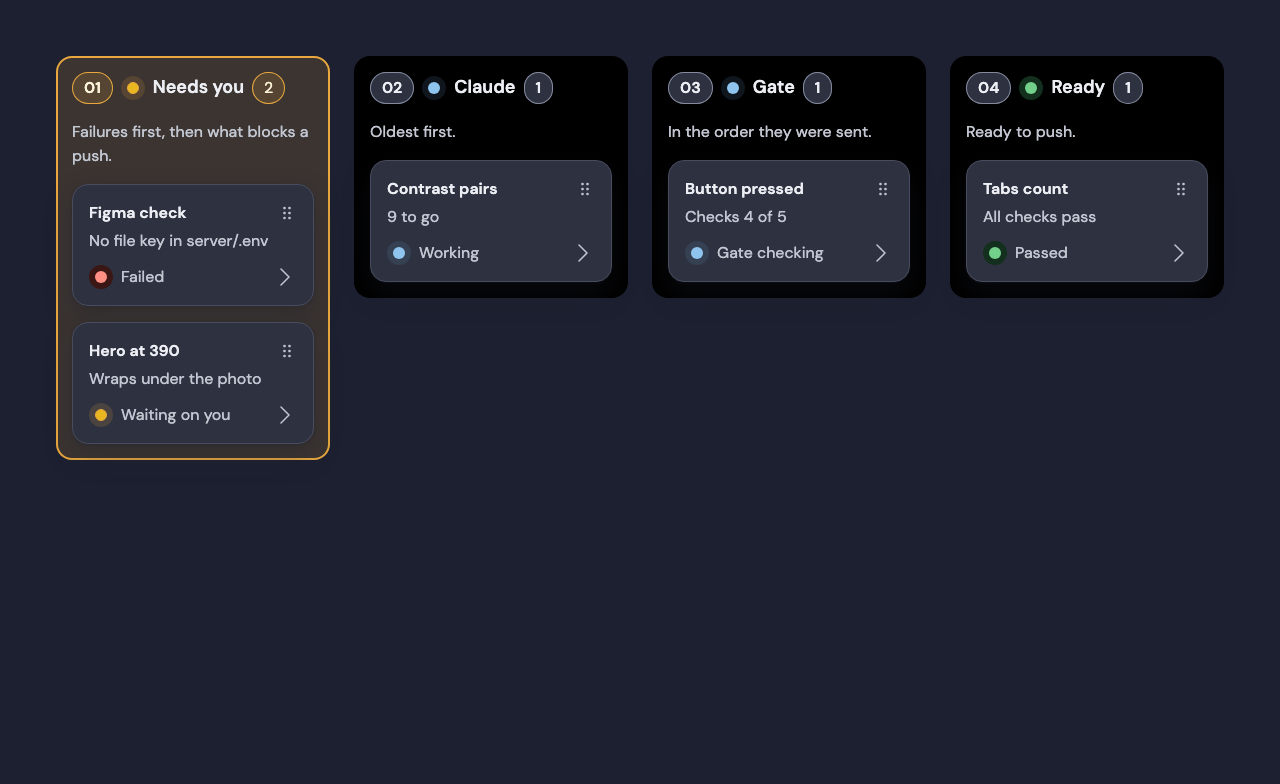 01 Needs you 2
Failures first, then what blocks a
push.
Figma check
No file key in server/.env
Failed
Hero at 390
Wraps under the photo
Waiting on you
02 Claude 1
Oldest first.
Contrast pairs
9 to go
Working
03 Gate 1
In the order they were sent.
Button pressed
Checks 4 of 5
Gate checking
04 Ready 1
Ready to push.
Tabs count
All checks pass
Passed